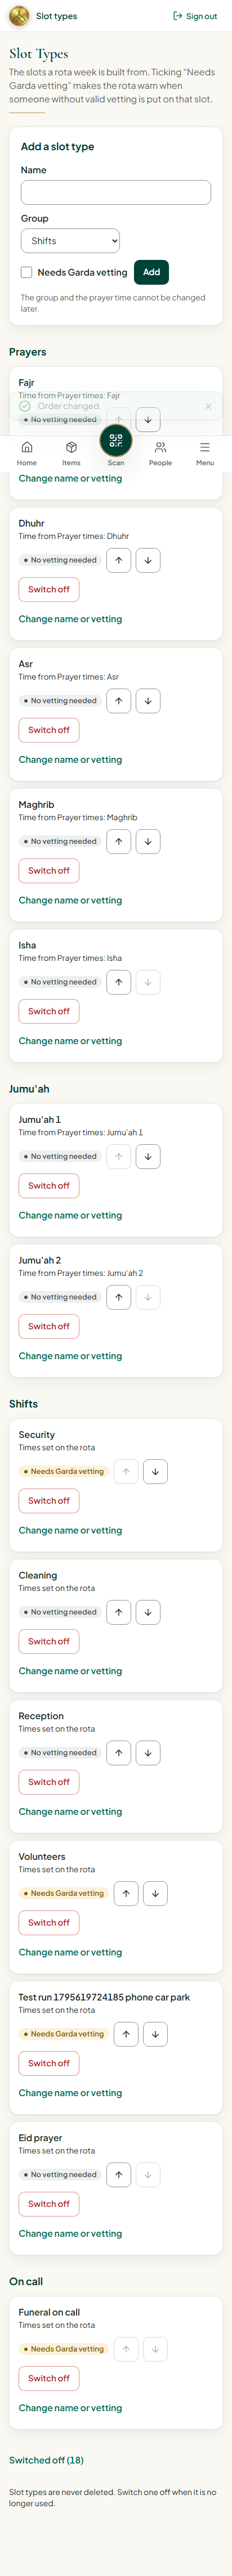 Slot types
Sign out
Slot Types
The slots a rota week is built from. Ticking “Needs
Garda vetting” makes the rota warn when
someone without valid vetting is put on that slot.
Add a slot type
Name
Group
Shifts
Needs Garda vetting
Add
The group and the prayer time cannot be changed
later.
Prayers
Fajr
Time from Prayer times: Fajr
Order changed.
No vetting needed
Home
Items
Scan
People
Menu
Change name or vetting
Dhuhr
Time from Prayer times: Dhuhr
No vetting needed
Switch off
Change name or vetting
Asr
Time from Prayer times: Asr
No vetting needed
Switch off
Change name or vetting
Maghrib
Time from Prayer times: Maghrib
No vetting needed
Switch off
Change name or vetting
Isha
Time from Prayer times: Isha
No vetting needed
Switch off
Change name or vetting
Jumu'ah
Jumu'ah 1
Time from Prayer times: Jumu'ah 1
No vetting needed
Switch off
Change name or vetting
Jumu'ah 2
Time from Prayer times: Jumu'ah 2
No vetting needed
Switch off
Change name or vetting
Shifts
Security
Times set on the rota
Needs Garda vetting
Switch off
Change name or vetting
Cleaning
Times set on the rota
No vetting needed
Switch off
Change name or vetting
Reception
Times set on the rota
No vetting needed
Switch off
Change name or vetting
Volunteers
Times set on the rota
Needs Garda vetting
Switch off
Change name or vetting
Test run 1795619724185 phone car park
Times set on the rota
Needs Garda vetting
Switch off
Change name or vetting
Eid prayer
Times set on the rota
No vetting needed
Switch off
Change name or vetting
On call
Funeral on call
Times set on the rota
Needs Garda vetting
Switch off
Change name or vetting
Switched off (18)
Slot types are never deleted. Switch one off when it is no
longer used.